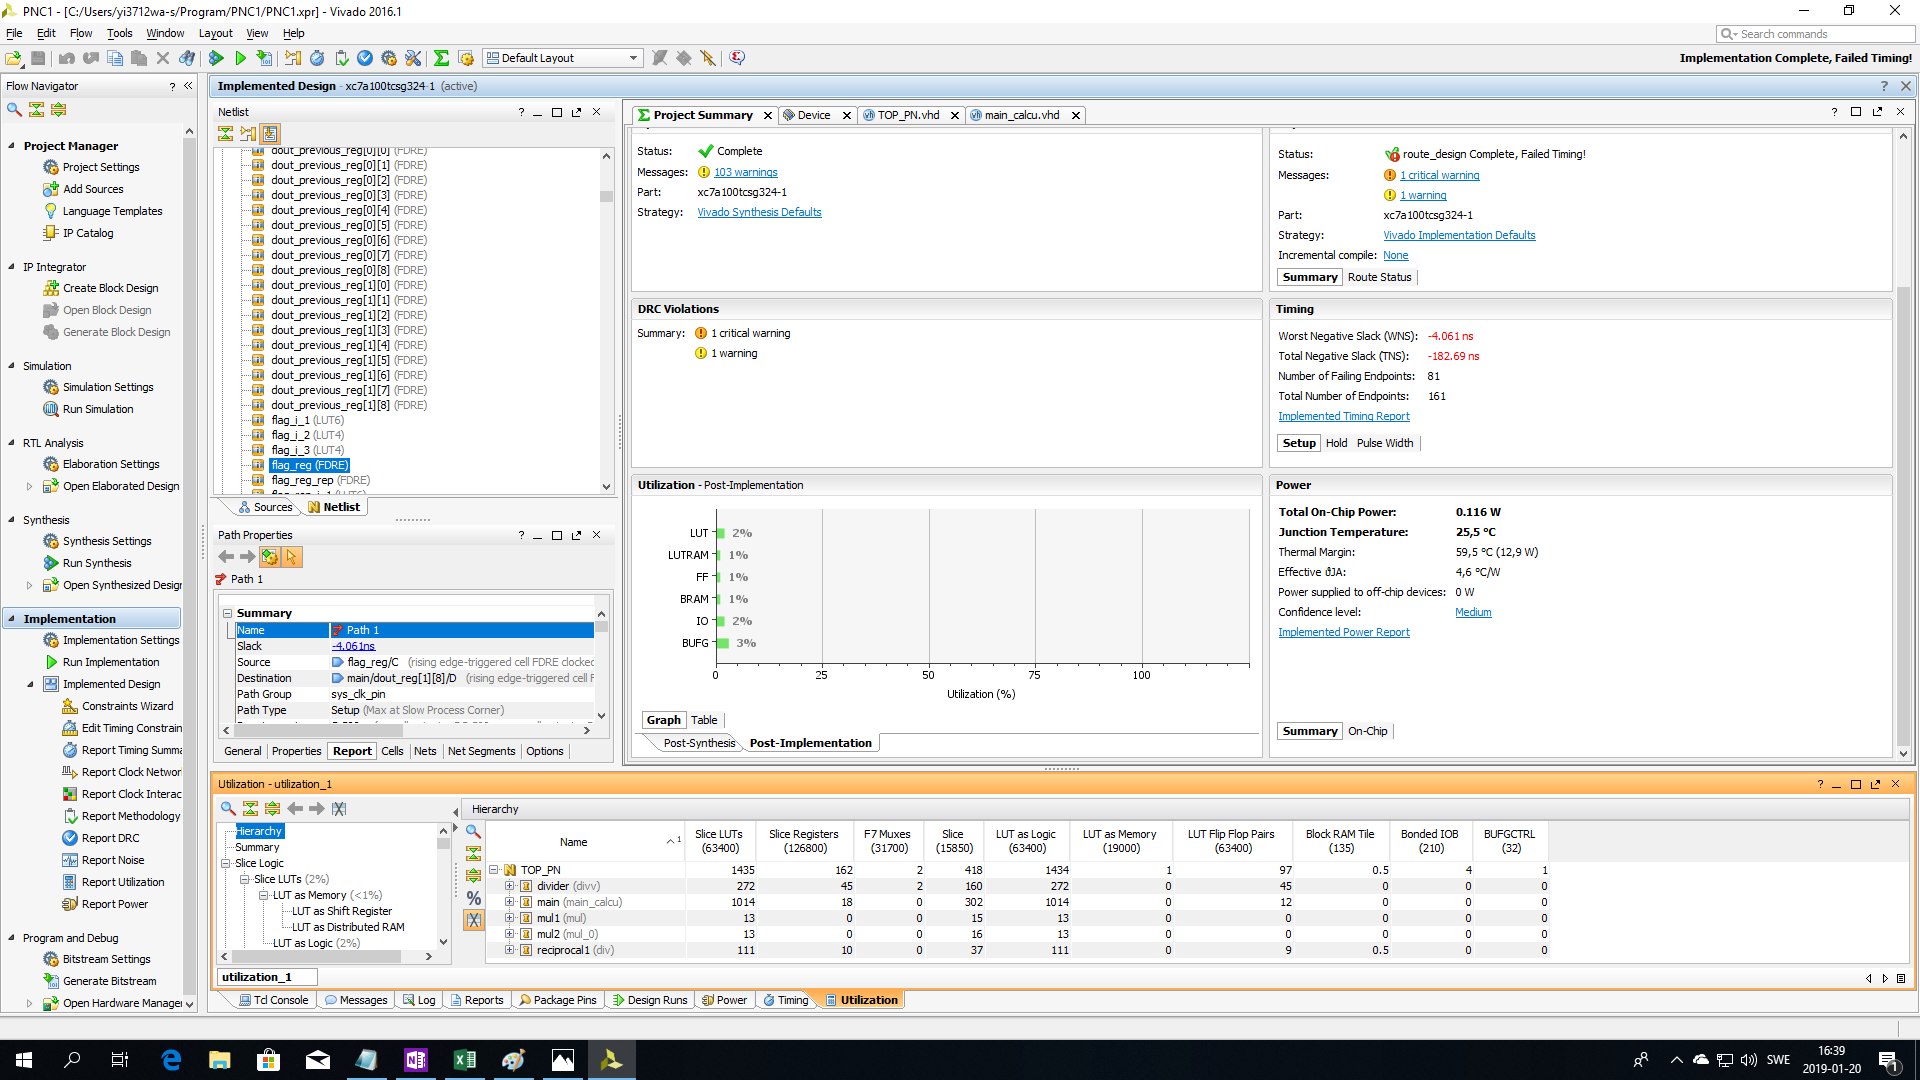 PNC1 - [C:/Users/yi3712wa-s/Program/PNC1/PNC1.xpr] - Vivado 2016.1
File Edit Flow Tools Window Layout View Help
Search commands
Default Layout
Implementation Complete, Failed Timing!
Flow Navigator
Project Manager
Project Settings
Add Sources
Language Templates
IP Catalog
IP Integrator
Create Block Design
Open Block Design
Generate Block Design
Simulation
Simulation Settings
Run Simulation
RTL Analysis
Elaboration Settings
Open Elaborated Design
Synthesis
Synthesis Settings
Run Synthesis
Open Synthesized Design
Implementation
Implementation Settings
Run Implementation
Implemented Design
Constraints Wizard
Edit Timing Constrain
Report Timing Summa
Report Clock Networ
Report Clock Interac
Report Methodology
Report DRC
Report Noise
Report Utilization
Report Power
Program and Debug
Bitstream Settings
Generate Bitstream
Open Hardware Manager
Implemented Design - xc7a100tcsg324-1 (active)
Netlist
dout_previous_reg[0][0] (FDRE)
dout_previous_reg[0][1] (FDRE)
dout_previous_reg[0][2] (FDRE)
dout_previous_reg[0][3] (FDRE)
dout_previous_reg[0][4] (FDRE)
dout_previous_reg[0][5] (FDRE)
dout_previous_reg[0][6] (FDRE)
dout_previous_reg[0][7] (FDRE)
dout_previous_reg[0][8] (FDRE)
dout_previous_reg[1][0] (FDRE)
dout_previous_reg[1][1] (FDRE)
dout_previous_reg[1][2] (FDRE)
dout_previous_reg[1][3] (FDRE)
dout_previous_reg[1][4] (FDRE)
dout_previous_reg[1][5] (FDRE)
dout_previous_reg[1][6] (FDRE)
dout_previous_reg[1][7] (FDRE)
dout_previous_reg[1][8] (FDRE)
flag_i_1 (LUT6)
flag_i_2 (LUT4)
flag_i_3 (LUT4)
flag_reg (FDRE)
flag_reg_rep (FDRE)
Sources Netlist
Path Properties
Path 1
Summary
Name Path 1
Slack -4.061ns
Source flag_reg/C (rising edge-triggered cell FDRE clocked
Destination main/dout_reg[1][8]/D (rising edge-triggered cell F
Path Group sys_clk_pin
Path Type Setup (Max at Slow Process Corner)
General Properties Report Cells Nets Net Segments Options
Project Summary Device TOP_PN.vhd main_calcu.vhd
Status: Complete
Messages: 103 warnings
Part: xc7a100tcsg324-1
Strategy: Vivado Synthesis Defaults
Status: route_design Complete, Failed Timing!
Messages: 1 critical warning
1 warning
Part: xc7a100tcsg324-1
Strategy: Vivado Implementation Defaults
Incremental compile: None
Summary Route Status
DRC Violations
Summary: 1 critical warning
1 warning
Timing
Worst Negative Slack (WNS): -4.061 ns
Total Negative Slack (TNS): -182.69 ns
Number of Failing Endpoints: 81
Total Number of Endpoints: 161
Implemented Timing Report
Setup Hold Pulse Width
Utilization - Post-Implementation
LUT 2%
LUTRAM 1%
FF 1%
BRAM 1%
IO 2%
BUFG 3%
0 25 50 75 100
Utilization (%)
Graph Table
Post-Synthesis Post-Implementation
Power
Total On-Chip Power: 0.116 W
Junction Temperature: 25,5 °C
Thermal Margin: 59,5 °C (12,9 W)
Effective ϑJA: 4,6 °C/W
Power supplied to off-chip devices: 0 W
Confidence level: Medium
Implemented Power Report
Summary On-Chip
Utilization - utilization_1
Hierarchy
Summary
Slice Logic
Slice LUTs (2%)
LUT as Memory (<1%)
LUT as Shift Register
LUT as Distributed RAM
LUT as Logic (2%)
utilization_1
Hierarchy
Name 1 Slice LUTs (63400) Slice Registers (126800) F7 Muxes (31700) Slice (15850) LUT as Logic (63400) LUT as Memory (19000) LUT Flip Flop Pairs (63400) Block RAM Tile (135) Bonded IOB (210) BUFGCTRL (32)
TOP_PN 1435 162 2 418 1434 1 97 0.5 4 1
divider (divv) 272 45 2 160 272 0 45 0 0 0
main (main_calcu) 1014 18 0 302 1014 0 12 0 0 0
mul1 (mul) 13 0 0 15 13 0 0 0 0 0
mul2 (mul_0) 13 0 0 16 13 0 0 0 0 0
reciprocal1 (div) 111 10 0 37 111 0 9 0.5 0 0
Tcl Console Messages Log Reports Package Pins Design Runs Power Timing Utilization
SWE
16:39
2019-01-20
1